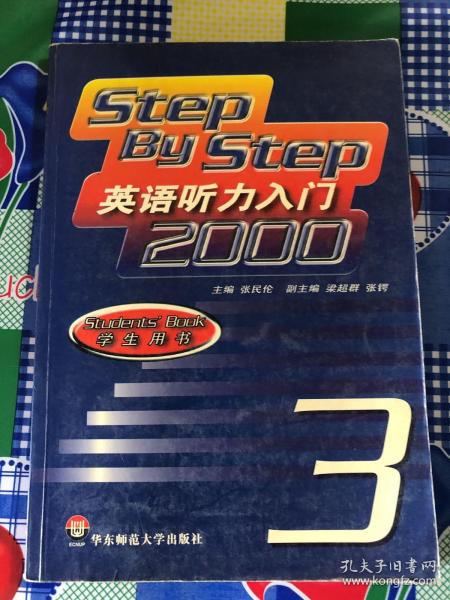 Step
By Step
英语听力入门
2000
主编 张民伦 副主编 梁超群 张锷
Students' Book
学生用书
3
ECNUP
华东师范大学出版社
孔夫子旧书网
www.kongfz.com